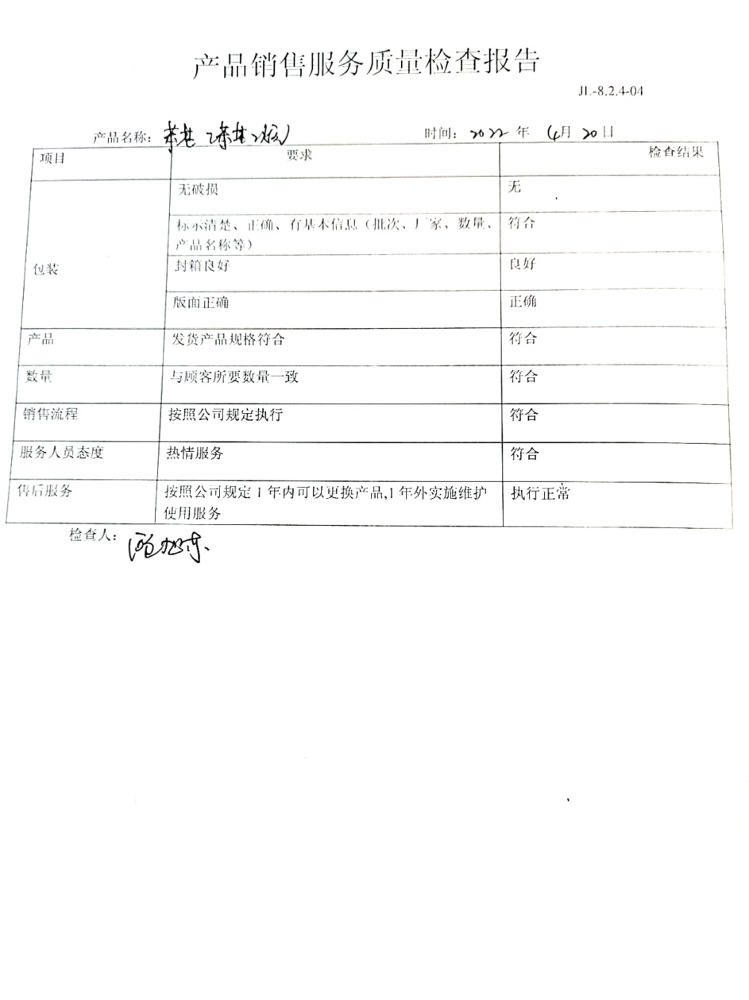 产品销售服务质量检查报告
JL-8.2.4-04
产品名称： 时间：2022 年 4月 20日
项目 要求 检查结果
包装 无破损 无
标示清楚、正确、有基本信息（批次、厂家、数量、 符合
产品名称等）
封箱良好 良好
版面正确 正确
产品 发货产品规格符合 符合
数量 与顾客所要数量一致 符合
销售流程 按照公司规定执行 符合
服务人员态度 热情服务 符合
售后服务 按照公司规定 1 年内可以更换产品,1 年外实施维护 执行正常
使用服务
检查人：